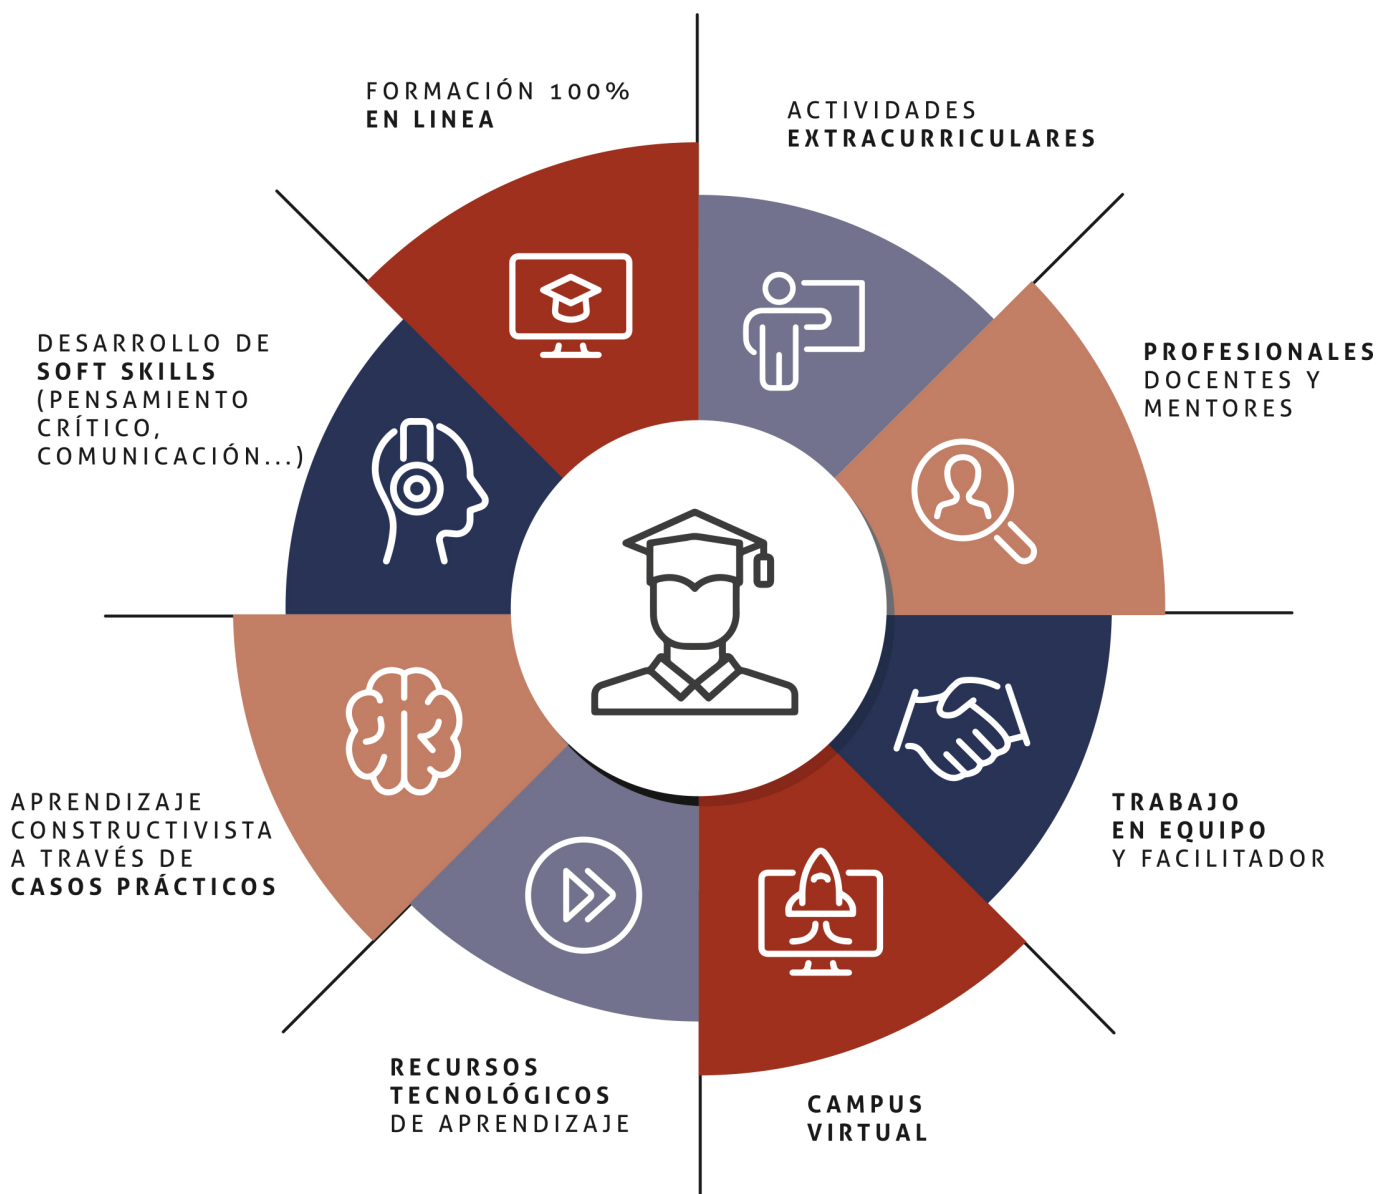 FORMACIÓN 100%
EN LINEA
ACTIVIDADES
EXTRACURRICULARES
PROFESIONALES
DOCENTES Y
MENTORES
TRABAJO
EN EQUIPO
Y FACILITADOR
CAMPUS
VIRTUAL
RECURSOS
TECNOLÓGICOS
DE APRENDIZAJE
APRENDIZAJE
CONSTRUCTIVISTA
A TRAVÉS DE
CASOS PRÁCTICOS
DESARROLLO DE
SOFT SKILLS
(PENSAMIENTO
CRÍTICO,
COMUNICACIÓN...)